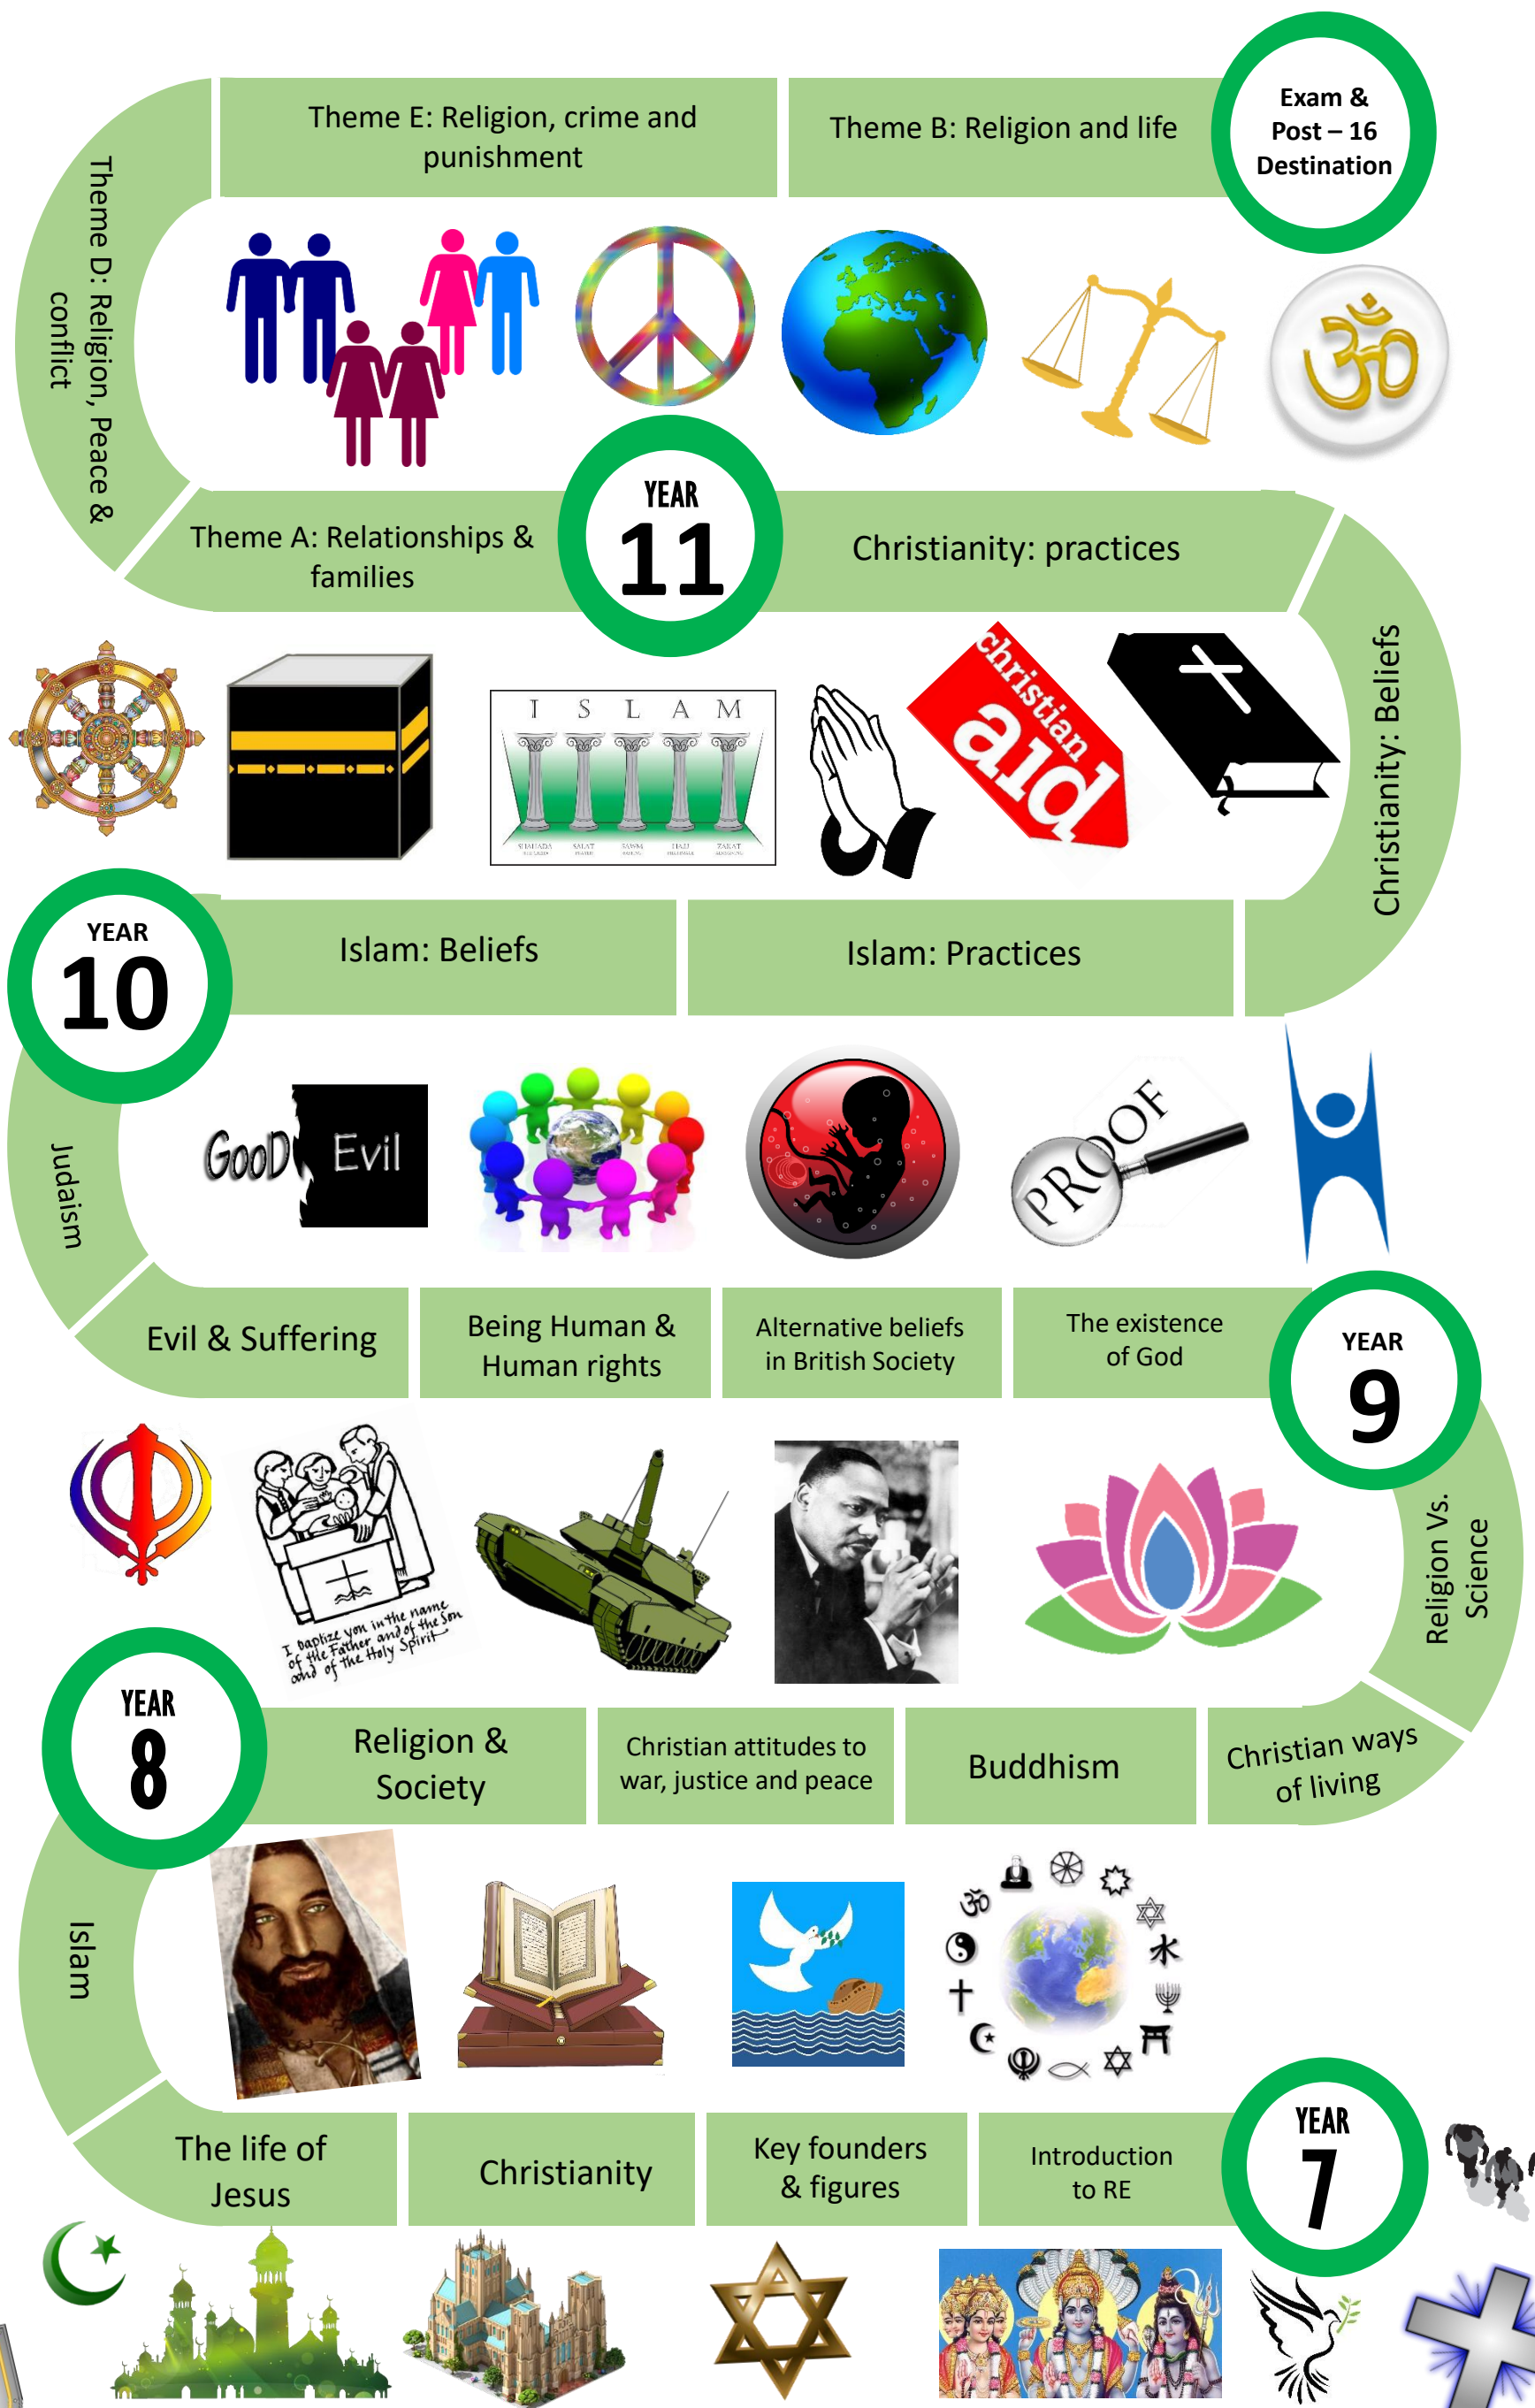 Exam &
Post – 16
Destination
Theme E: Religion, crime and
punishment
Theme B: Religion and life
Theme D: Religion, Peace &
conflict
YEAR
11
Theme A: Relationships &
families
Christianity: practices
Christianity: Beliefs
I S L A M
SHAHADA
SALAT
SAWM
HAJJ
ZAKAT
christian
aid
YEAR
10
Islam: Beliefs
Islam: Practices
Judaism
GOOD
Evil
PROOF
Evil & Suffering
Being Human &
Human rights
Alternative beliefs
in British Society
The existence
of God
YEAR
9
Religion Vs.
Science
I baptize you in the name
of the Father and of the Son
and of the Holy Spirit
YEAR
8
Religion &
Society
Christian attitudes to
war, justice and peace
Buddhism
Christian ways
of living
Islam
The life of
Jesus
Christianity
Key founders
& figures
Introduction
to RE
YEAR
7